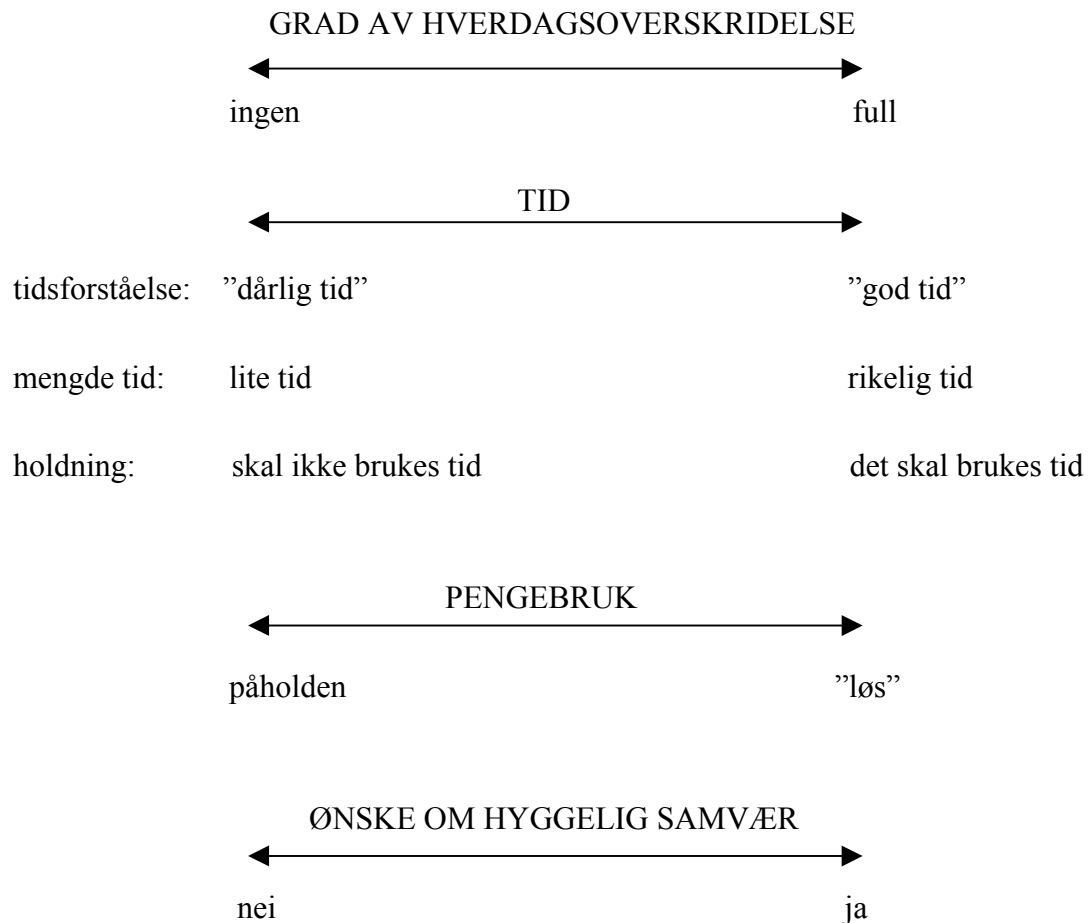 GRAD AV HVERDAGSOVERSKRIDELSE
ingen full
TID
tidsforståelse: ”dårlig tid” ”god tid”
mengde tid: lite tid rikelig tid
holdning: skal ikke brukes tid det skal brukes tid
PENGEBRUK
påholden ”løs”
ØNSKE OM HYGGELIG SAMVÆR
nei ja